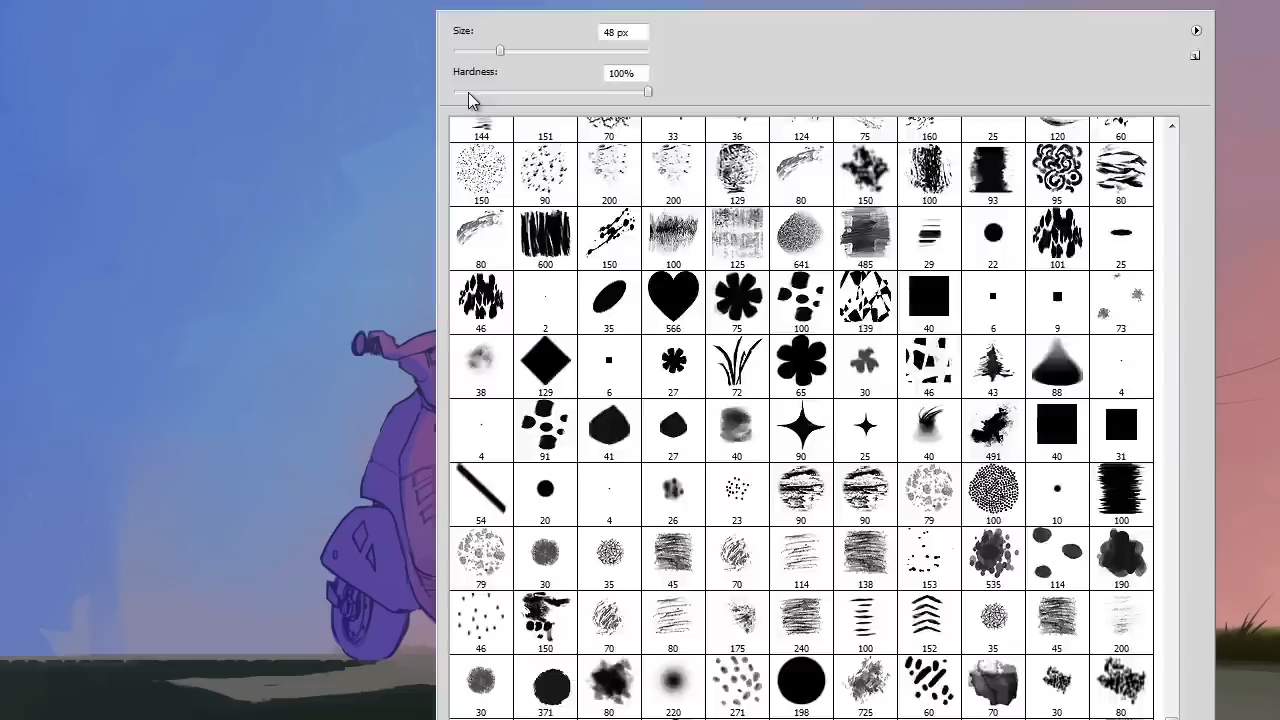 Size:
48 px
Hardness:
100%
144 151 70 33 36 124 75 160 25 120 60
150 90 200 200 129 80 150 100 93 95 80
80 600 150 100 125 641 485 29 22 101 25
46 2 35 566 75 100 139 40 6 9 73
38 129 6 27 72 65 30 46 43 88 4
4 91 41 27 40 90 25 40 491 40 31
54 20 4 26 23 90 90 79 100 10 100
79 30 35 45 70 114 138 153 535 114 190
46 150 70 80 175 240 100 152 35 45 200
30 371 80 220 271 198 725 60 70 30 80